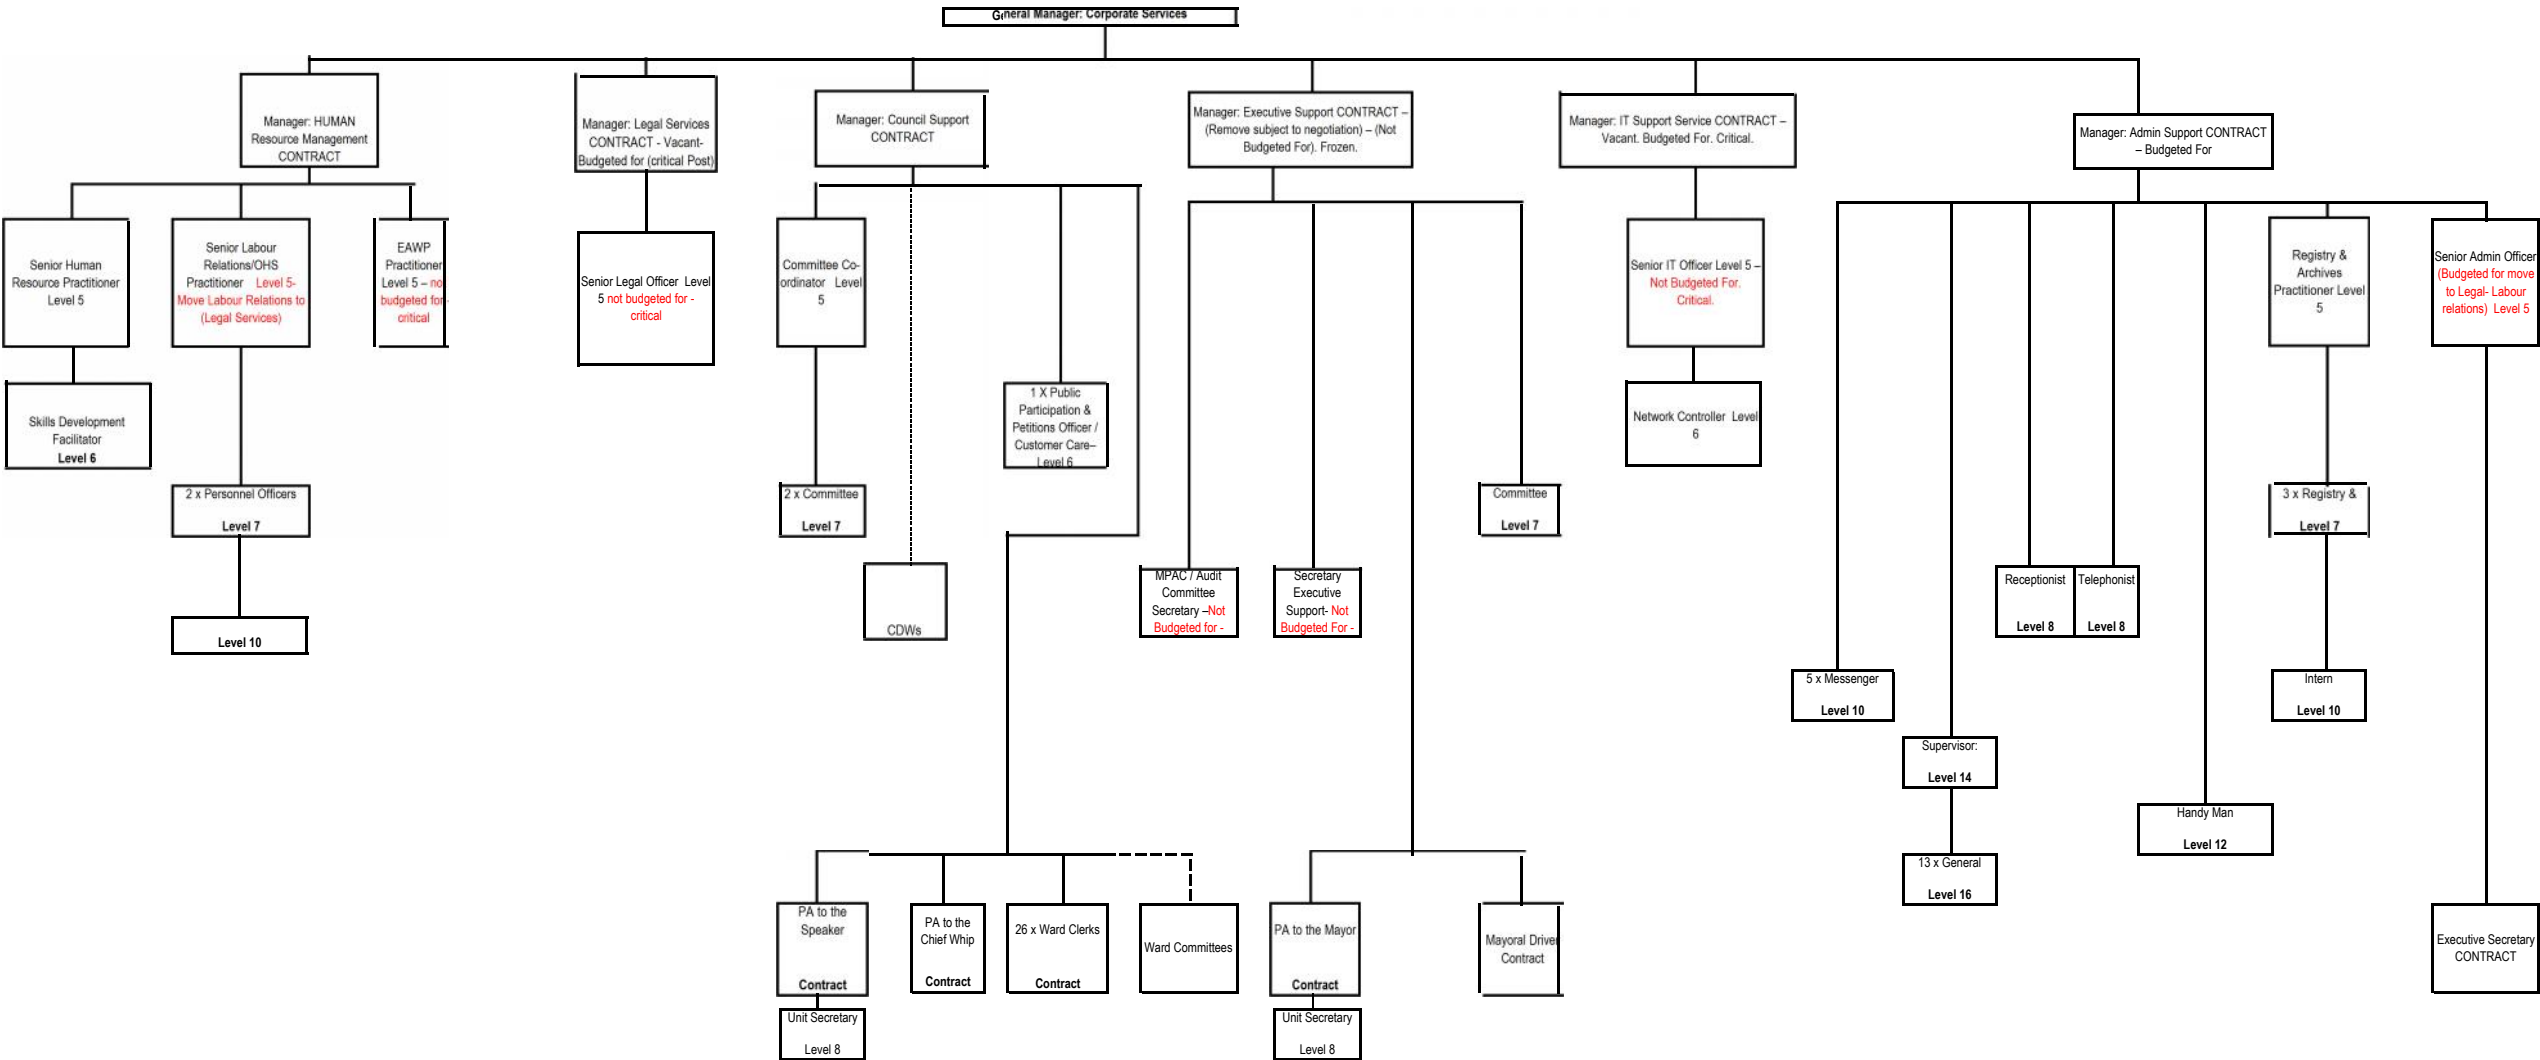 General Manager: Corporate Services
Manager: HUMAN
Resource Management
CONTRACT
Manager: Legal Services
CONTRACT - Vacant-
Budgeted for (critical Post)
Manager: Council Support
CONTRACT
Manager: Executive Support CONTRACT –
(Remove subject to negotiation) – (Not
Budgeted For). Frozen.
Manager: IT Support Service CONTRACT –
Vacant. Budgeted For. Critical.
Manager: Admin Support CONTRACT
– Budgeted For
Senior Human
Resource Practitioner
Level 5
Senior Labour
Relations/OHS
Practitioner Level 5-
Move Labour Relations to
(Legal Services)
EAWP
Practitioner
Level 5 – no
budgeted for -
critical
Senior Legal Officer Level
5 not budgeted for -
critical
Committee Co-
ordinator Level
5
Senior IT Officer Level 5 –
Not Budgeted For.
Critical.
Registry &
Archives
Practitioner Level
5
Senior Admin Officer
(Budgeted for move
to Legal- Labour
relations) Level 5
Skills Development
Facilitator
Level 6
1 X Public
Participation &
Petitions Officer /
Customer Care–
Level 6
Network Controller Level
6
2 x Personnel Officers
Level 7
2 x Committee
Level 7
Committee
Level 7
3 x Registry &
Level 7
Level 10
CDWs
MPAC / Audit
Committee
Secretary –Not
Budgeted for -
Secretary
Executive
Support- Not
Budgeted For -
Receptionist
Level 8
Telephonist
Level 8
5 x Messenger
Level 10
Intern
Level 10
Supervisor:
Level 14
Handy Man
Level 12
13 x General
Level 16
PA to the
Speaker
Contract
PA to the
Chief Whip
Contract
26 x Ward Clerks
Contract
Ward Committees
PA to the Mayor
Contract
Mayoral Driver
Contract
Executive Secretary
CONTRACT
Unit Secretary
Level 8
Unit Secretary
Level 8